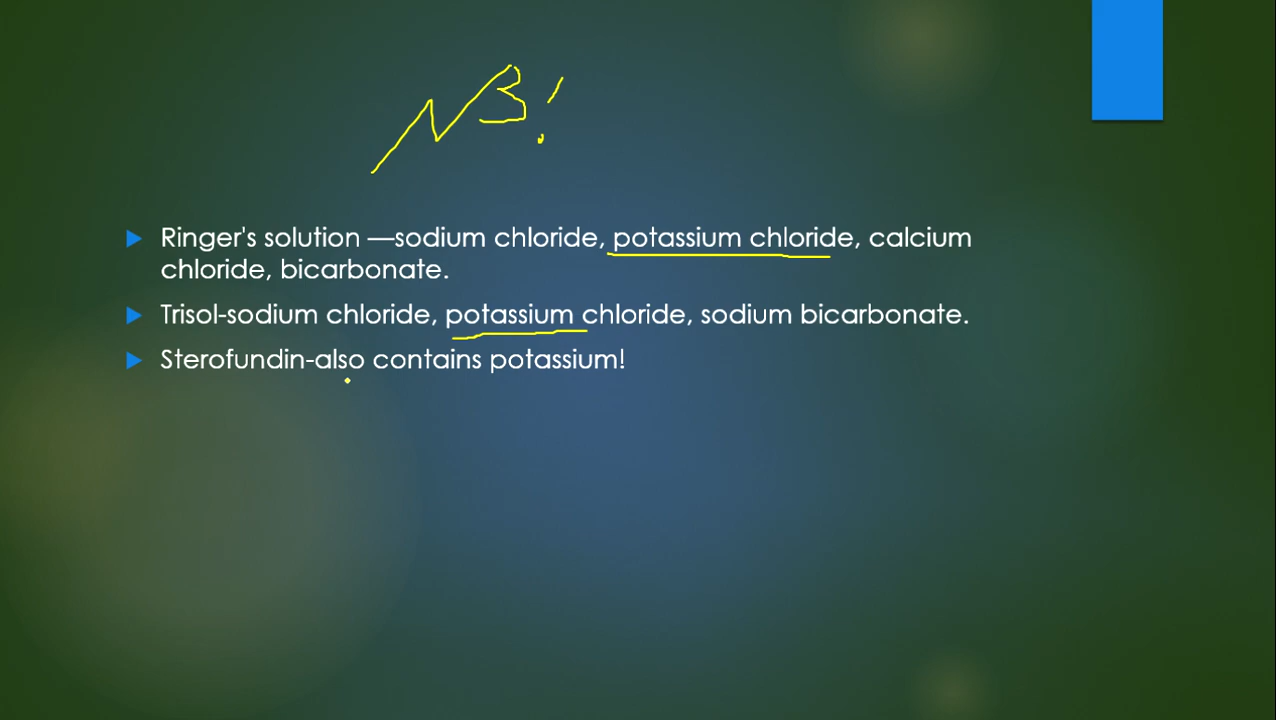 NB!
Ringer's solution —sodium chloride, potassium chloride, calcium
chloride, bicarbonate.
Trisol-sodium chloride, potassium chloride, sodium bicarbonate.
Sterofundin-also contains potassium!